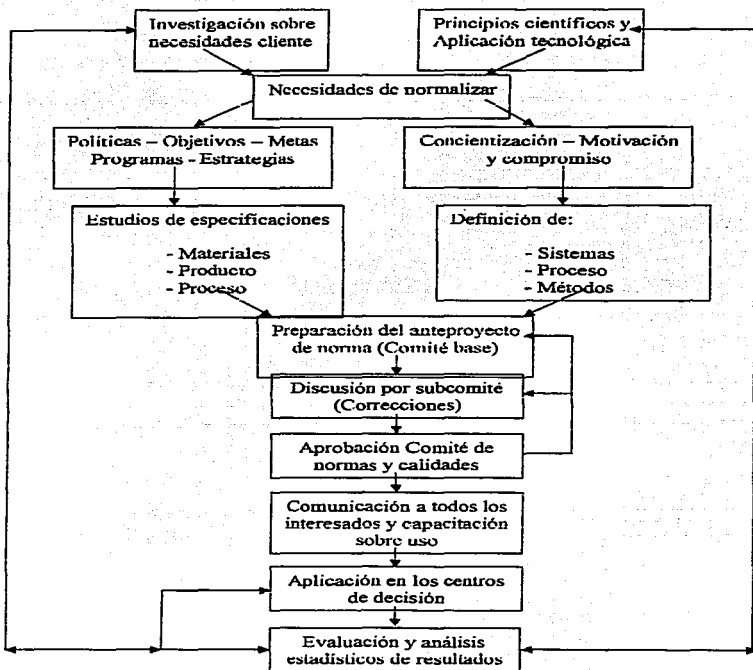 Investigación sobre
necesidades cliente
Principios científicos y
Aplicación tecnológica
Necesidades de normalizar
Políticas – Objetivos – Metas
Programas - Estrategias
Concientización – Motivación
y compromiso
Estudios de especificaciones
- Materiales
- Producto
- Proceso
Definición de:
- Sistemas
- Proceso
- Métodos
Preparación del anteproyecto
de norma (Comité base)
Discusión por subcomité
(Correcciones)
Aprobación Comité de
normas y calidades
Comunicación a todos los
interesados y capacitación
sobre uso
Aplicación en los centros
de decisión
Evaluación y análisis
estadísticos de resultados